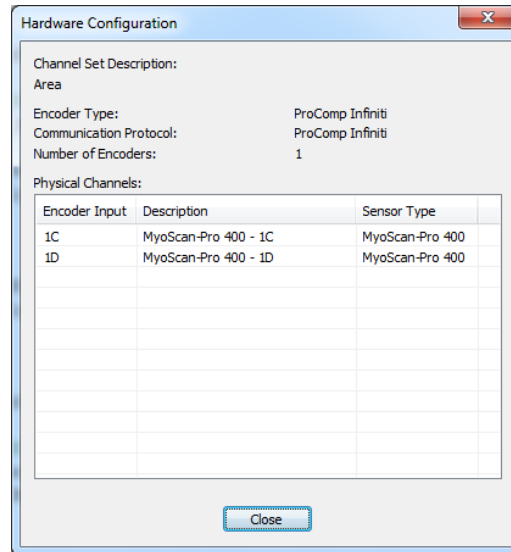 Hardware Configuration
Channel Set Description:
Area
Encoder Type: ProComp Infiniti
Communication Protocol: ProComp Infiniti
Number of Encoders: 1
Physical Channels:
Encoder Input Description Sensor Type
1C MyoScan-Pro 400 - 1C MyoScan-Pro 400
1D MyoScan-Pro 400 - 1D MyoScan-Pro 400
Close